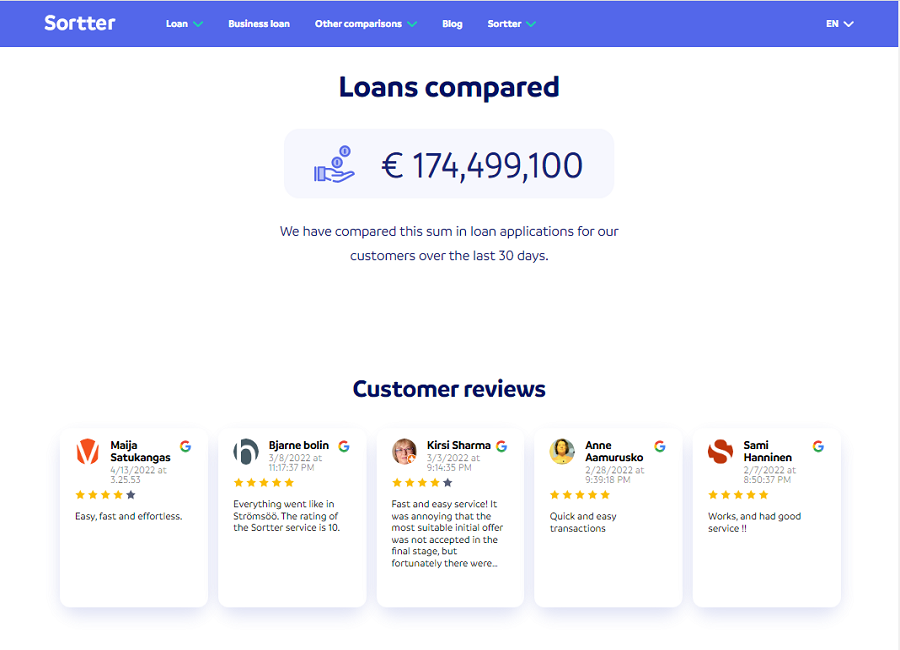 Sortter Loan Business loan Other comparisons Blog Sortter EN
Loans compared
€ 174,499,100
We have compared this sum in loan applications for our
customers over the last 30 days.
Customer reviews
Maija
Satukangas
4/13/2022 at
3.25.53
Easy, fast and effortless.
Bjarne bolin
3/8/2022 at
11:17:37 PM
Everything went like in
Strömsöö. The rating of
the Sortter service is 10.
Kirsi Sharma
3/3/2022 at
9:14:35 PM
Fast and easy service! It
was annoying that the
most suitable initial offer
was not accepted in the
final stage, but
fortunately there were...
Anne
Aamurusko
2/28/2022 at
9:39:18 PM
Quick and easy
transactions
Sami
Hanninen
2/7/2022 at
8:50:37 PM
Works, and had good
service !!